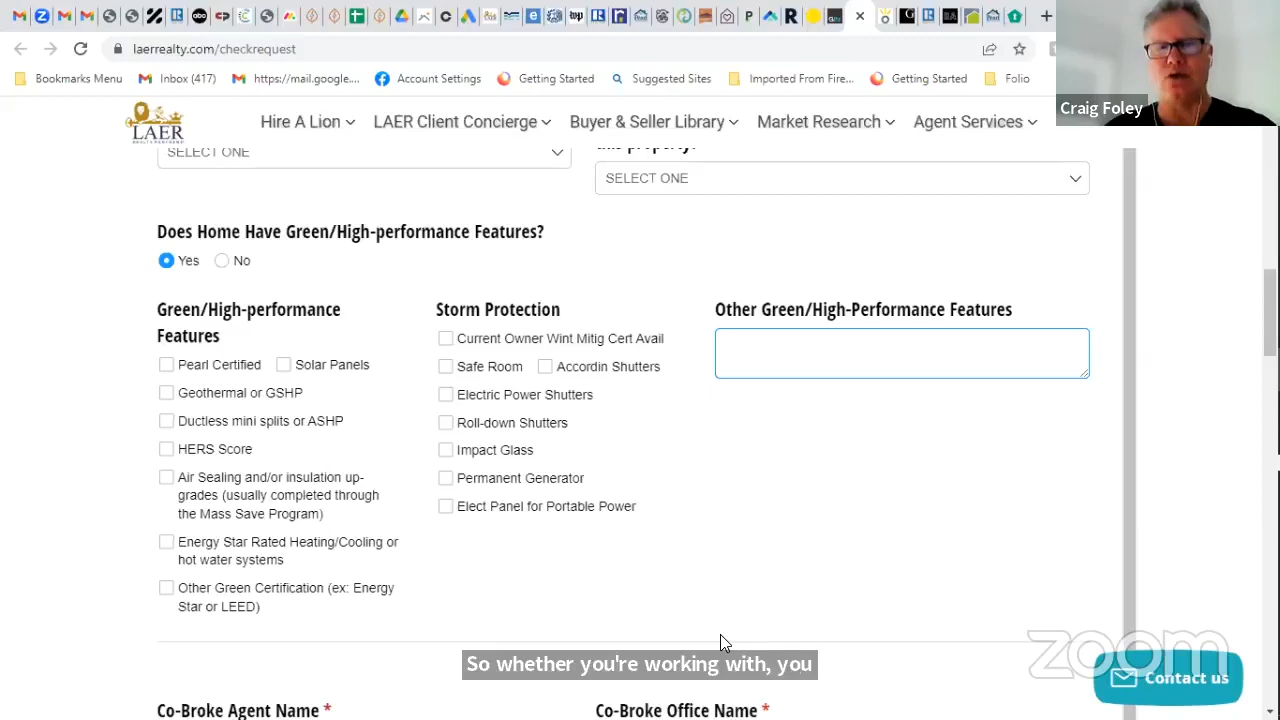 laerrealty.com/checkrequest
Bookmarks Menu
Inbox (417)
https://mail.google....
Account Settings
Getting Started
Suggested Sites
Imported From Fire...
Getting Started
Folio
Craig Foley
LAER
Hire A Lion
LAER Client Concierge
Buyer & Seller Library
Market Research
Agent Services
SELECT ONE
this property?
SELECT ONE
Does Home Have Green/High-performance Features?
Yes
No
Green/High-performance
Features
Pearl Certified
Solar Panels
Geothermal or GSHP
Ductless mini splits or ASHP
HERS Score
Air Sealing and/or insulation up-
grades (usually completed through
the Mass Save Program)
Energy Star Rated Heating/Cooling or
hot water systems
Other Green Certification (ex: Energy
Star or LEED)
Storm Protection
Current Owner Wint Mitig Cert Avail
Safe Room
Accordin Shutters
Electric Power Shutters
Roll-down Shutters
Impact Glass
Permanent Generator
Elect Panel for Portable Power
Other Green/High-Performance Features
zoom
Contact us
So whether you're working with, you
Co-Broke Agent Name *
Co-Broke Office Name *